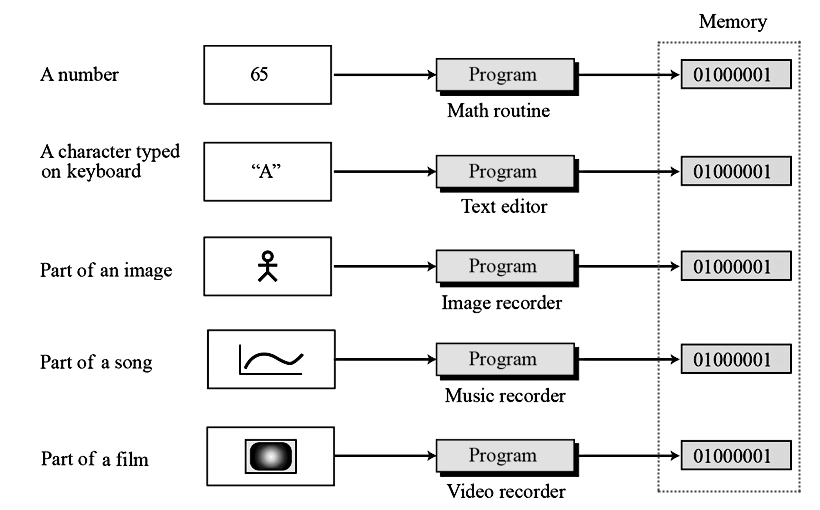 Memory
A number
65
Program
01000001
Math routine
A character typed
on keyboard
“A”
Program
01000001
Text editor
Part of an image
Program
01000001
Image recorder
Part of a song
Program
01000001
Music recorder
Part of a film
Program
01000001
Video recorder